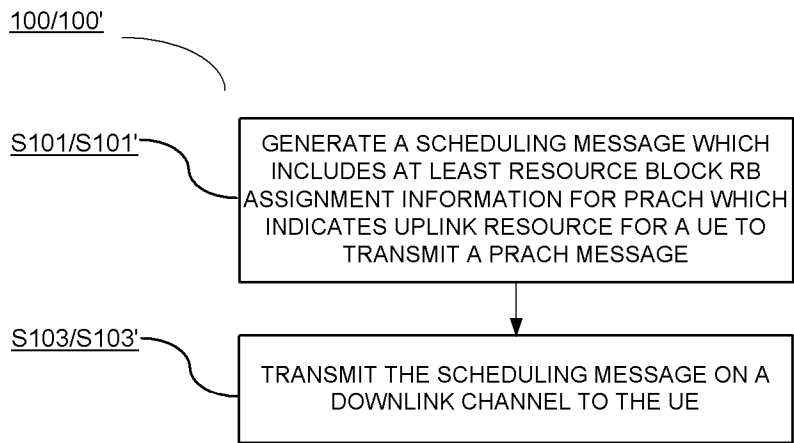 100/100'
S101/S101'
GENERATE A SCHEDULING MESSAGE WHICH
INCLUDES AT LEAST RESOURCE BLOCK RB
ASSIGNMENT INFORMATION FOR PRACH WHICH
INDICATES UPLINK RESOURCE FOR A UE TO
TRANSMIT A PRACH MESSAGE
S103/S103'
TRANSMIT THE SCHEDULING MESSAGE ON A
DOWNLINK CHANNEL TO THE UE